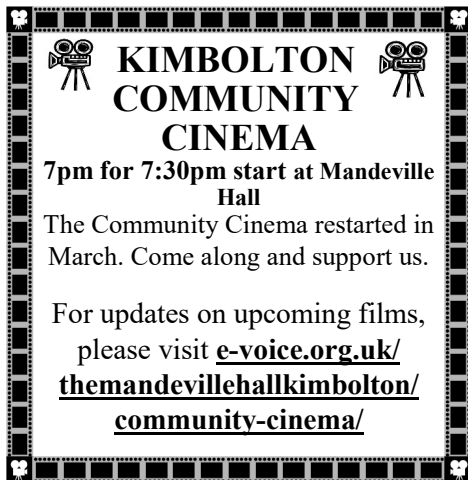 KIMBOLTON
COMMUNITY
CINEMA
7pm for 7:30pm start at Mandeville
Hall
The Community Cinema restarted in
March. Come along and support us.
For updates on upcoming films,
please visit e-voice.org.uk/
themandevillehallkimbolton/
community-cinema/